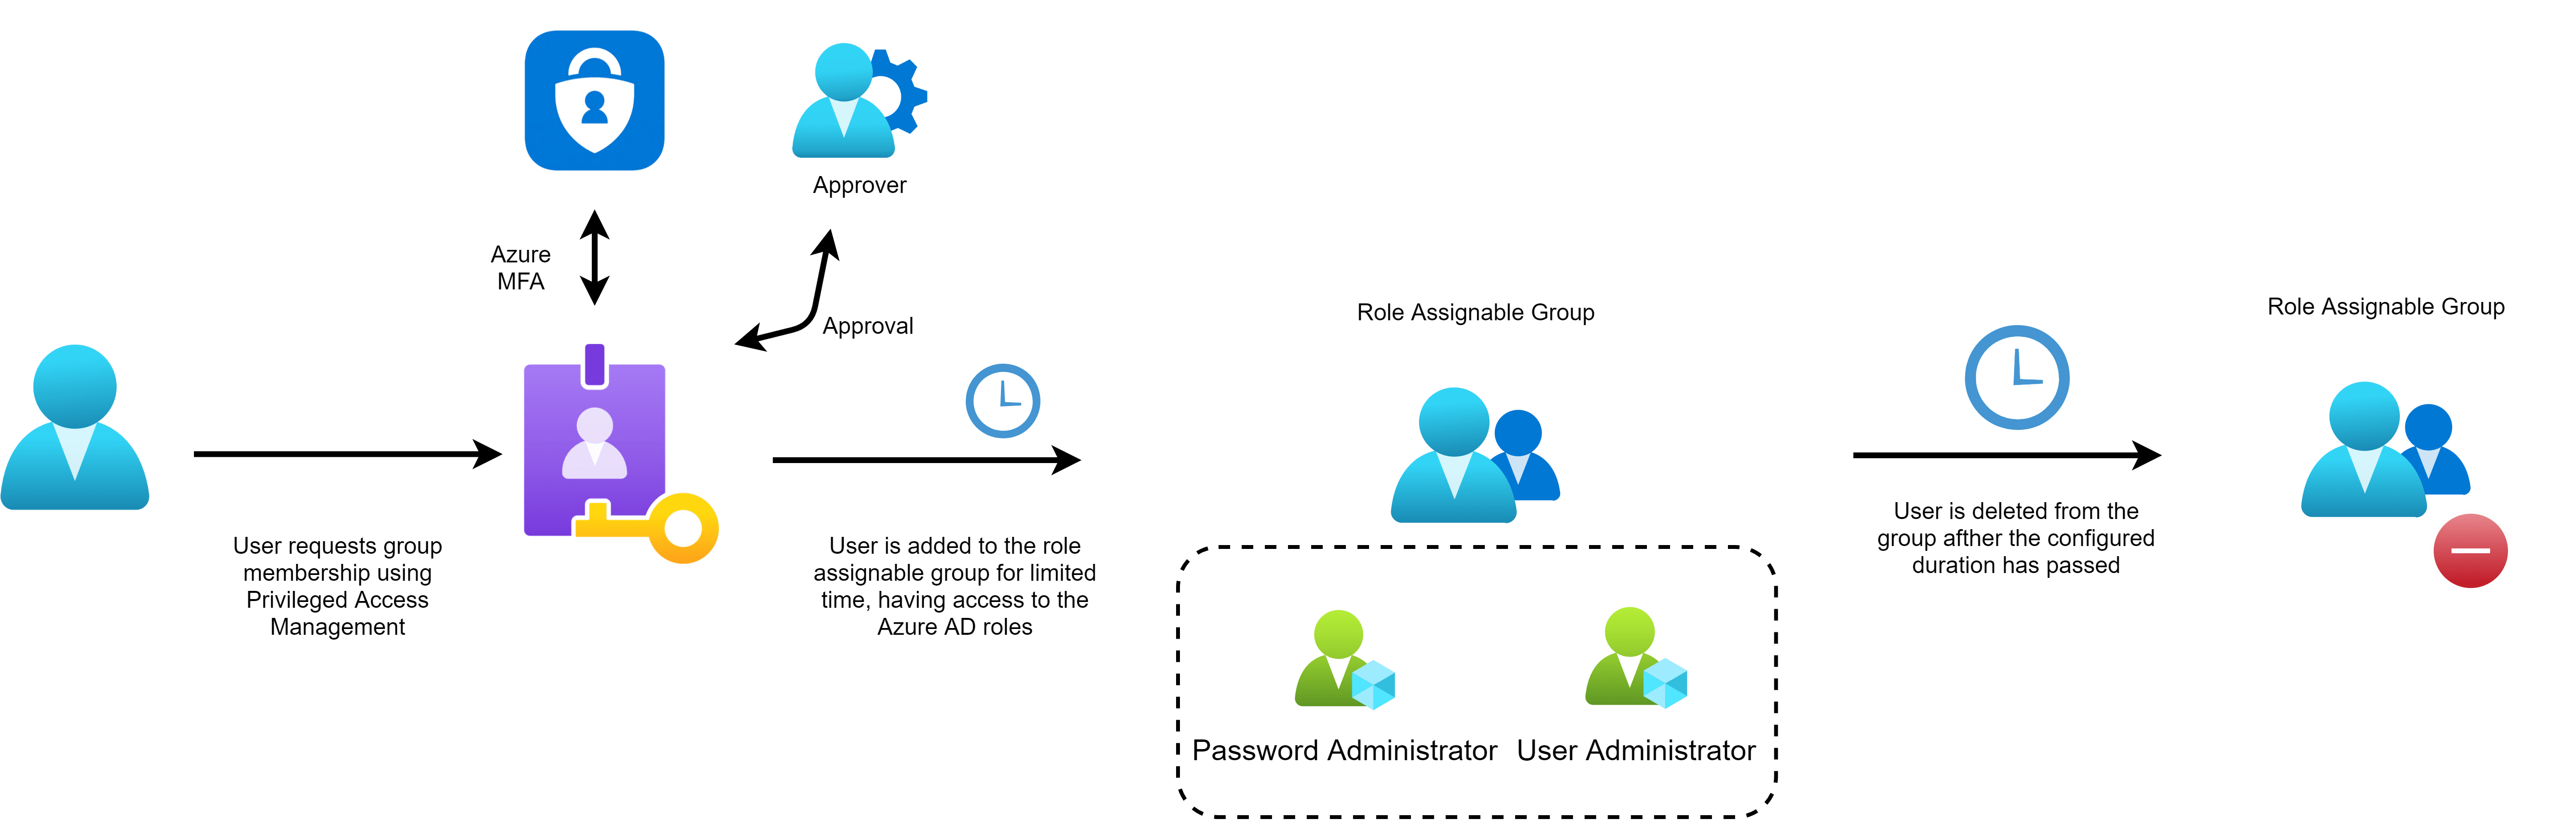 Approver
Azure
MFA
Approval
User requests group
membership using
Privileged Access
Management
User is added to the role
assignable group for limited
time, having access to the
Azure AD roles
Role Assignable Group
Password Administrator
User Administrator
User is deleted from the
group afther the configured
duration has passed
Role Assignable Group